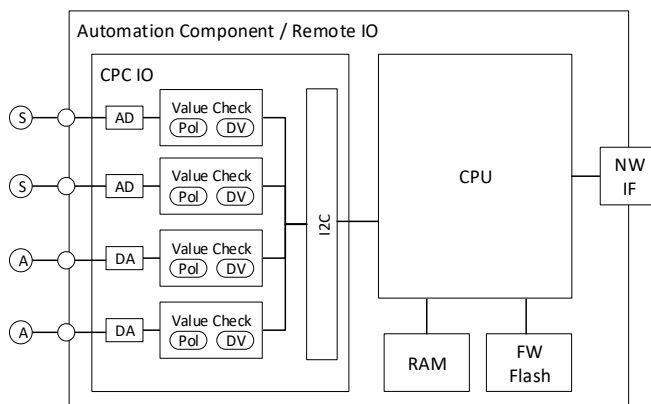 Automation Component / Remote IO
CPC IO
S
AD
Value Check
Pol DV
S
AD
Value Check
Pol DV
A
DA
Value Check
Pol DV
A
DA
Value Check
Pol DV
I2C
CPU
NW
IF
RAM
FW
Flash